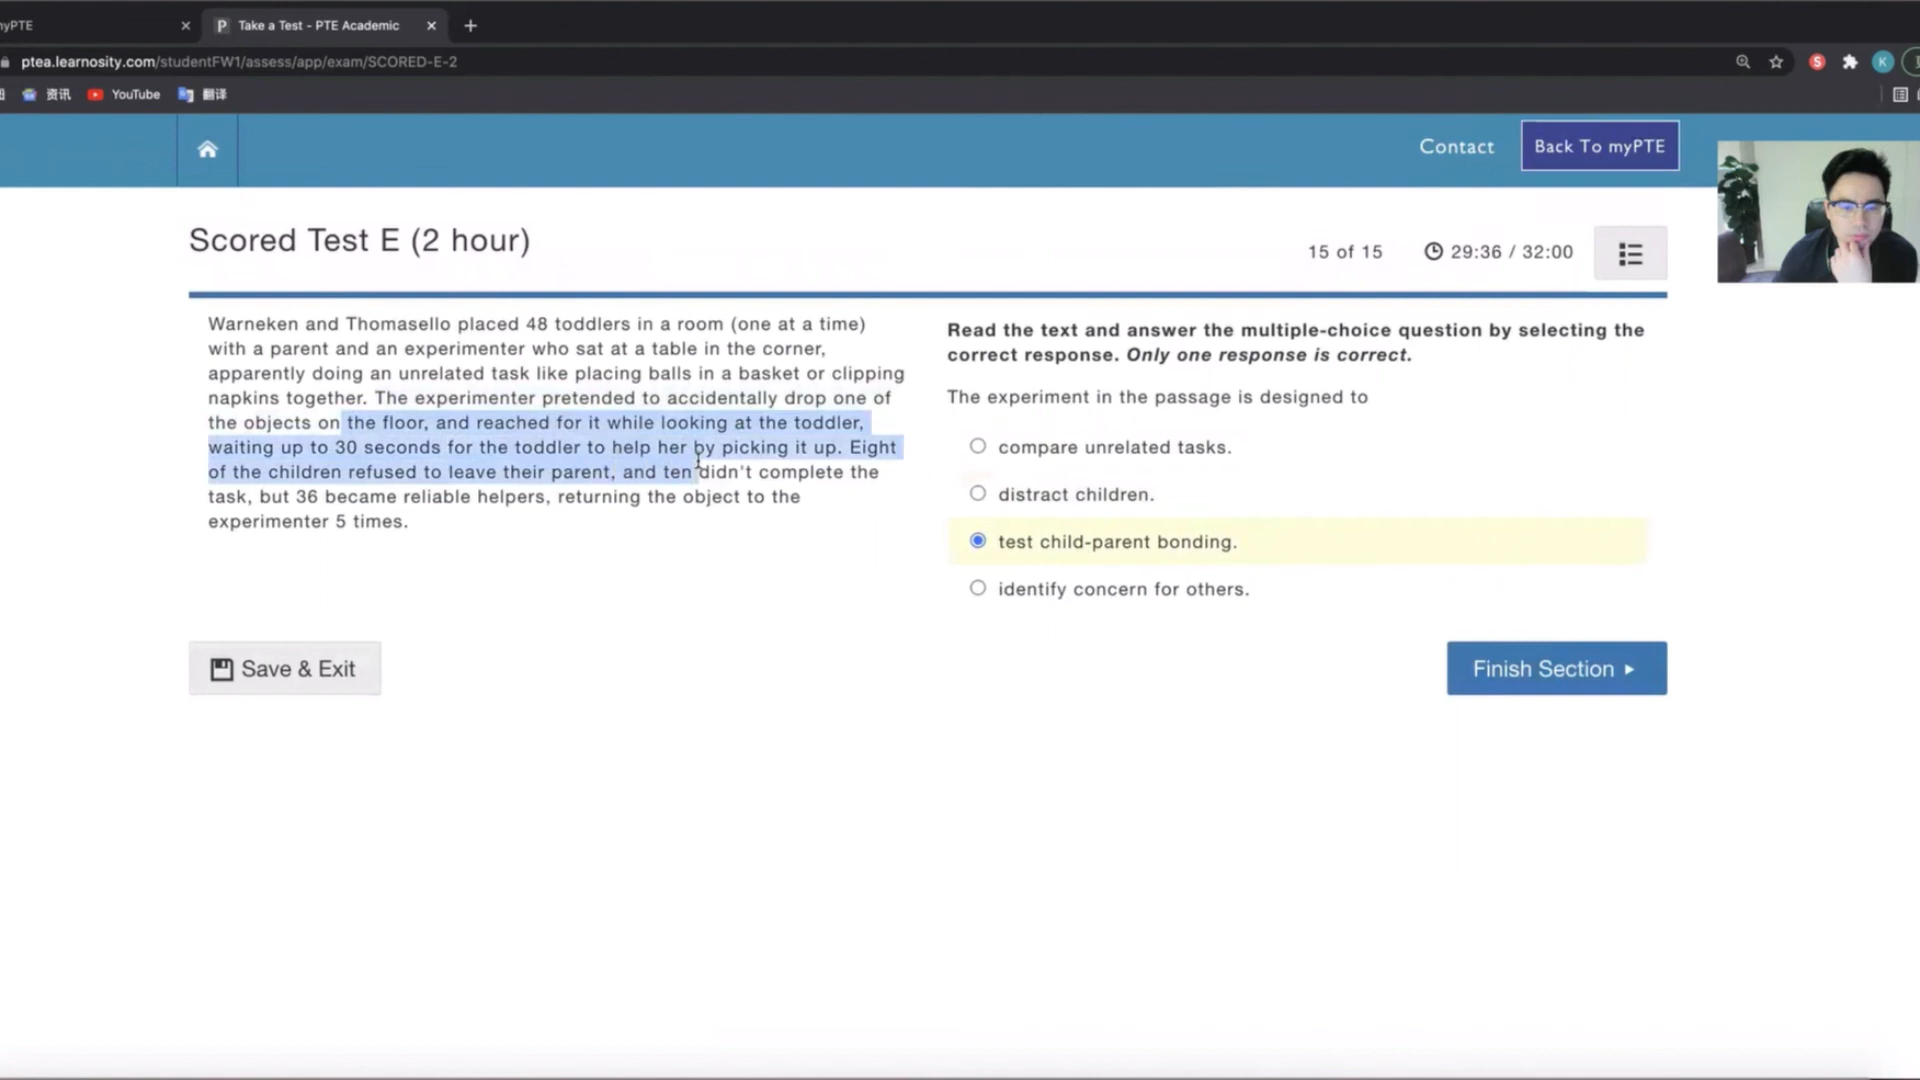 myPTE
P Take a Test - PTE Academic
ptea.learnosity.com/studentFW1/assess/app/exam/SCORED-E-2
S
K
资讯
YouTube
翻译
Contact
Back To myPTE
Scored Test E (2 hour)
15 of 15
29:36 / 32:00
Warneken and Thomasello placed 48 toddlers in a room (one at a time)
with a parent and an experimenter who sat at a table in the corner,
apparently doing an unrelated task like placing balls in a basket or clipping
napkins together. The experimenter pretended to accidentally drop one of
the objects on the floor, and reached for it while looking at the toddler,
waiting up to 30 seconds for the toddler to help her by picking it up. Eight
of the children refused to leave their parent, and ten didn't complete the
task, but 36 became reliable helpers, returning the object to the
experimenter 5 times.
Read the text and answer the multiple-choice question by selecting the
correct response. Only one response is correct.
The experiment in the passage is designed to
compare unrelated tasks.
distract children.
test child-parent bonding.
identify concern for others.
Save & Exit
Finish Section